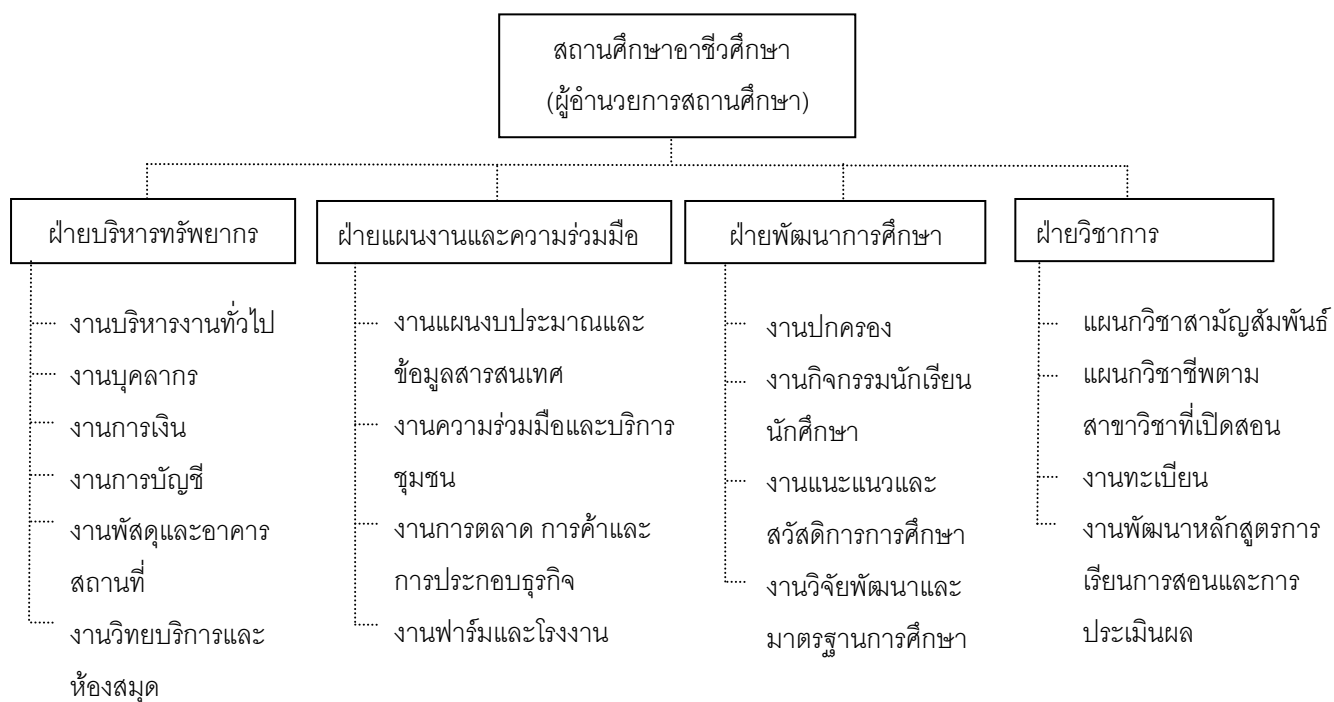 สถานศึกษาอาชีวศึกษา
(ผู้อำนวยการสถานศึกษา)
ฝ่ายบริหารทรัพยากร
งานบริหารงานทั่วไป
งานบุคลากร
งานการเงิน
งานการบัญชี
งานพัสดุและอาคาร
สถานที่
งานวิทยบริการและ
ห้องสมุด
ฝ่ายแผนงานและความร่วมมือ
งานแผนงบประมาณและ
ข้อมูลสารสนเทศ
งานความร่วมมือและบริการ
ชุมชน
งานการตลาด การค้าและ
การประกอบธุรกิจ
งานฟาร์มและโรงงาน
ฝ่ายพัฒนาการศึกษา
งานปกครอง
งานกิจกรรมนักเรียน
นักศึกษา
งานแนะแนวและ
สวัสดิการการศึกษา
งานวิจัยพัฒนาและ
มาตรฐานการศึกษา
ฝ่ายวิชาการ
แผนกวิชาสามัญสัมพันธ์
แผนกวิชาชีพตาม
สาขาวิชาที่เปิดสอน
งานทะเบียน
งานพัฒนาหลักสูตรการ
เรียนการสอนและการ
ประเมินผล